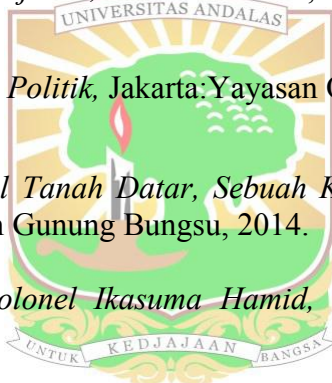 UNIVERSITAS ANDALAS
Politik, Jakarta:Yayasan
Tanah Datar, Sebuah
Gunung Bungsu, 2014.
olonel Ikasuma Hamid,
UNTUK KEDJAJAAN BANGSA